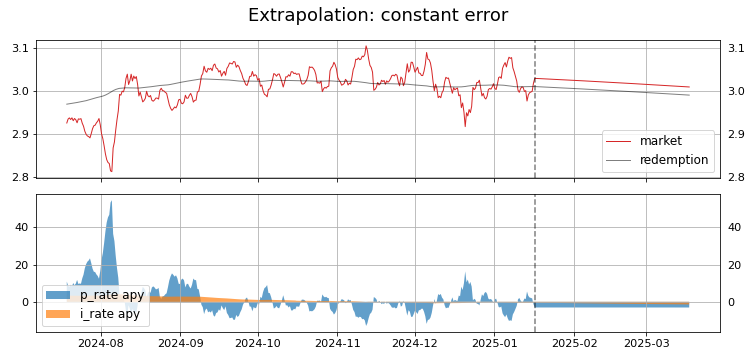 Extrapolation: constant error
3.1 3.1
3.0 3.0
2.9 2.9
2.8 2.8
market
redemption
40 40
20 20
0 0
p_rate apy
i_rate apy
2024-08 2024-09 2024-10 2024-11 2024-12 2025-01 2025-02 2025-03